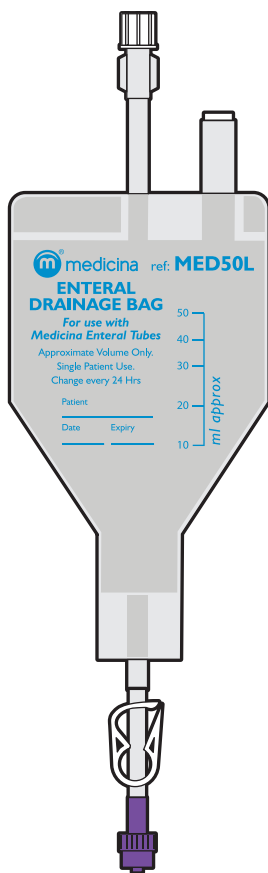 m® medicina ref: MED50L
ENTERAL
DRAINAGE BAG
For use with
Medicina Enteral Tubes
Approximate Volume Only.
Single Patient Use.
Change every 24 Hrs
Patient
Date Expiry
50
40
30
20
10
ml approx